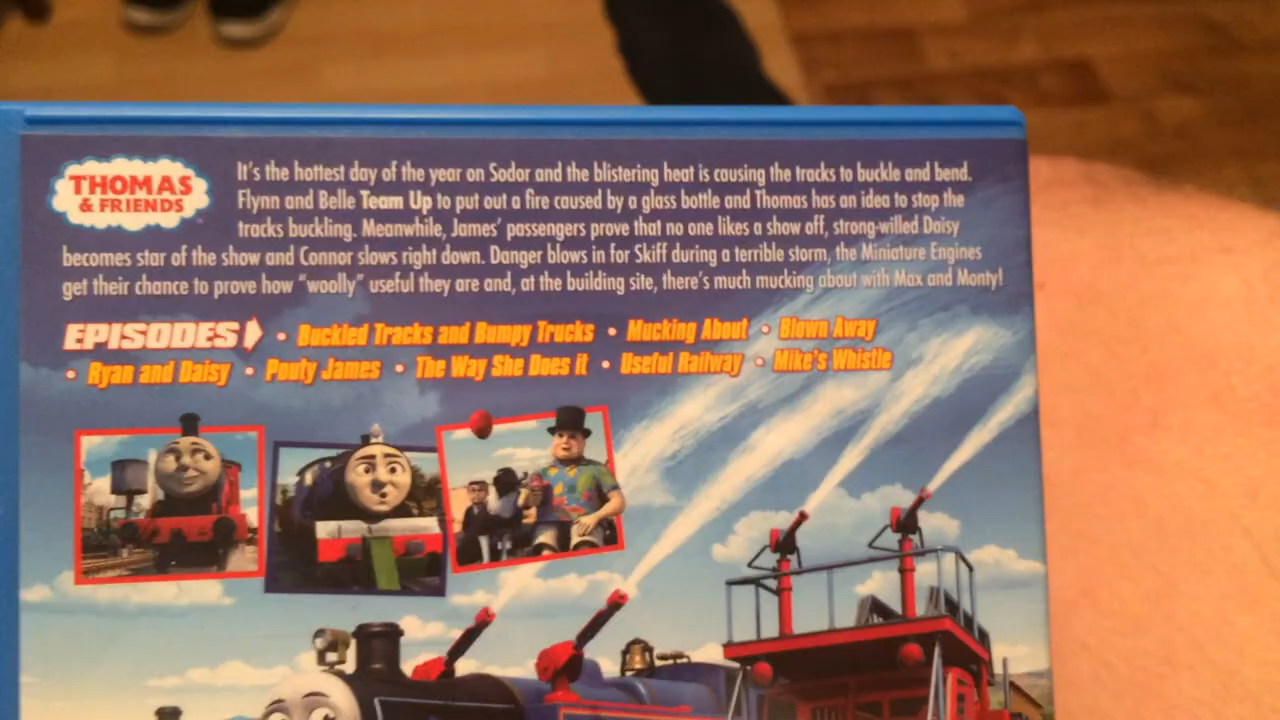 THOMAS
& FRIENDS
It's the hottest day of the year on Sodor and the blistering heat is causing the tracks to buckle and bend.
Flynn and Belle Team Up to put out a fire caused by a glass bottle and Thomas has an idea to stop the
tracks buckling. Meanwhile, James' passengers prove that no one likes a show off, strong-willed Daisy
becomes star of the show and Connor slows right down. Danger blows in for Skiff during a terrible storm, the Miniature Engines
get their chance to prove how "woolly" useful they are and, at the building site, there's much mucking about with Max and Monty!
EPISODES • Buckled Tracks and Bumpy Trucks • Mucking About • Blown Away
• Ryan and Daisy • Pouty James • The Way She Does it • Useful Railway • Mike's Whistle